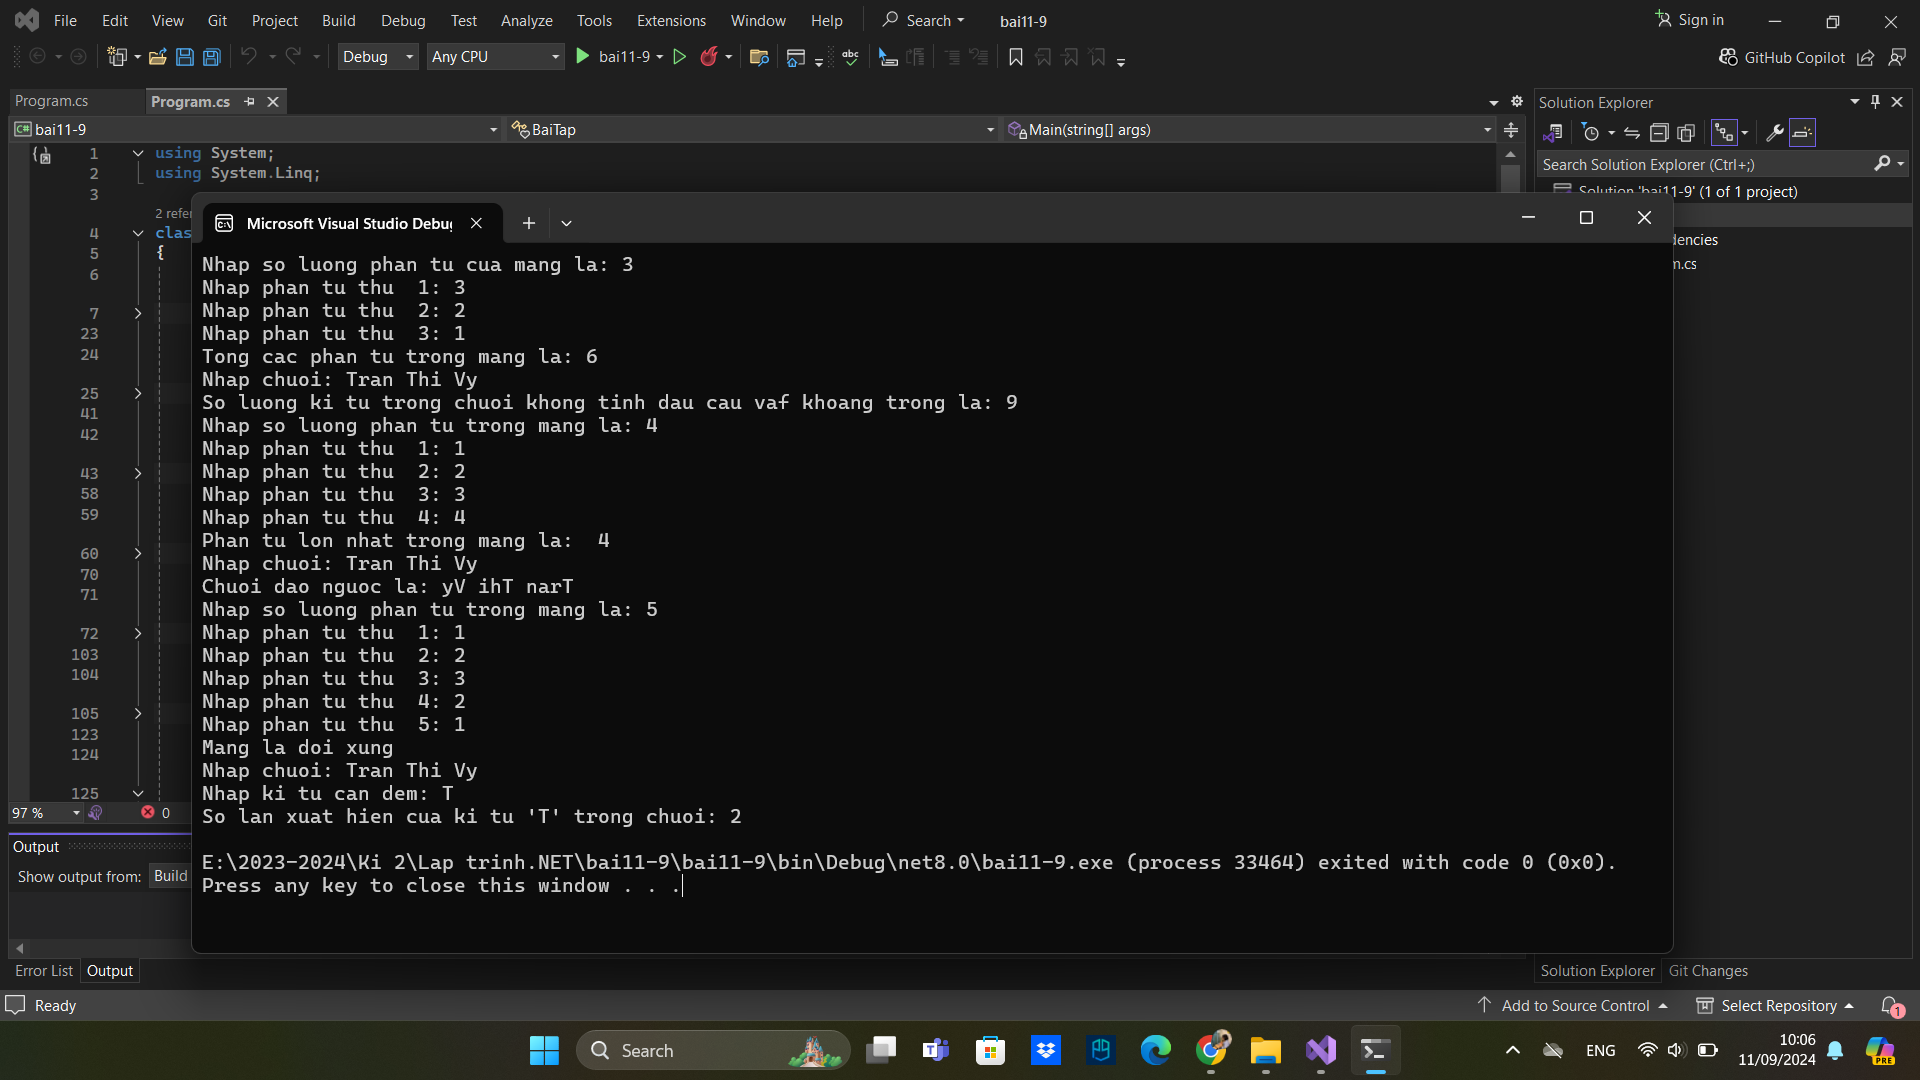 File Edit View Git Project Build Debug Test Analyze Tools Extensions Window Help Search bai11-9 Sign in
Debug Any CPU bai11-9 GitHub Copilot
Program.cs Program.cs
bai11-9 BaiTap Main(string[] args)
1 using System;
2 using System.Linq;
3
2 refer
4 clas
5 {
6
7
23
24
25
41
42
43
58
59
60
70
71
72
103
104
105
123
124
125
97 % 0
Microsoft Visual Studio Debug
Nhap so luong phan tu cua mang la: 3
Nhap phan tu thu  1: 3
Nhap phan tu thu  2: 2
Nhap phan tu thu  3: 1
Tong cac phan tu trong mang la: 6
Nhap chuoi: Tran Thi Vy
So luong ki tu trong chuoi khong tinh dau cau vaf khoang trong la: 9
Nhap so luong phan tu trong mang la: 4
Nhap phan tu thu  1: 1
Nhap phan tu thu  2: 2
Nhap phan tu thu  3: 3
Nhap phan tu thu  4: 4
Phan tu lon nhat trong mang la:  4
Nhap chuoi: Tran Thi Vy
Chuoi dao nguoc la: yV ihT narT
Nhap so luong phan tu trong mang la: 5
Nhap phan tu thu  1: 1
Nhap phan tu thu  2: 2
Nhap phan tu thu  3: 3
Nhap phan tu thu  4: 2
Nhap phan tu thu  5: 1
Mang la doi xung
Nhap chuoi: Tran Thi Vy
Nhap ki tu can dem: T
So lan xuat hien cua ki tu 'T' trong chuoi: 2
E:\2023-2024\Ki 2\Lap trinh.NET\bai11-9\bai11-9\bin\Debug\net8.0\bai11-9.exe (process 33464) exited with code 0 (0x0).
Press any key to close this window . . .
Solution Explorer
Search Solution Explorer (Ctrl+;)
Solution 'bai11-9' (1 of 1 project)
dencies
m.cs
Output
Show output from: Build
Error List Output
Solution Explorer Git Changes
Ready Add to Source Control Select Repository 1
Search ENG 10:06
11/09/2024 PRE